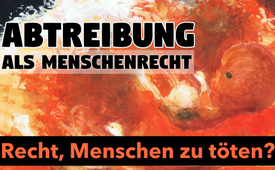 ABTREIBUNG
ALS MENSCHENRECHT
Recht, Menschen zu töten?